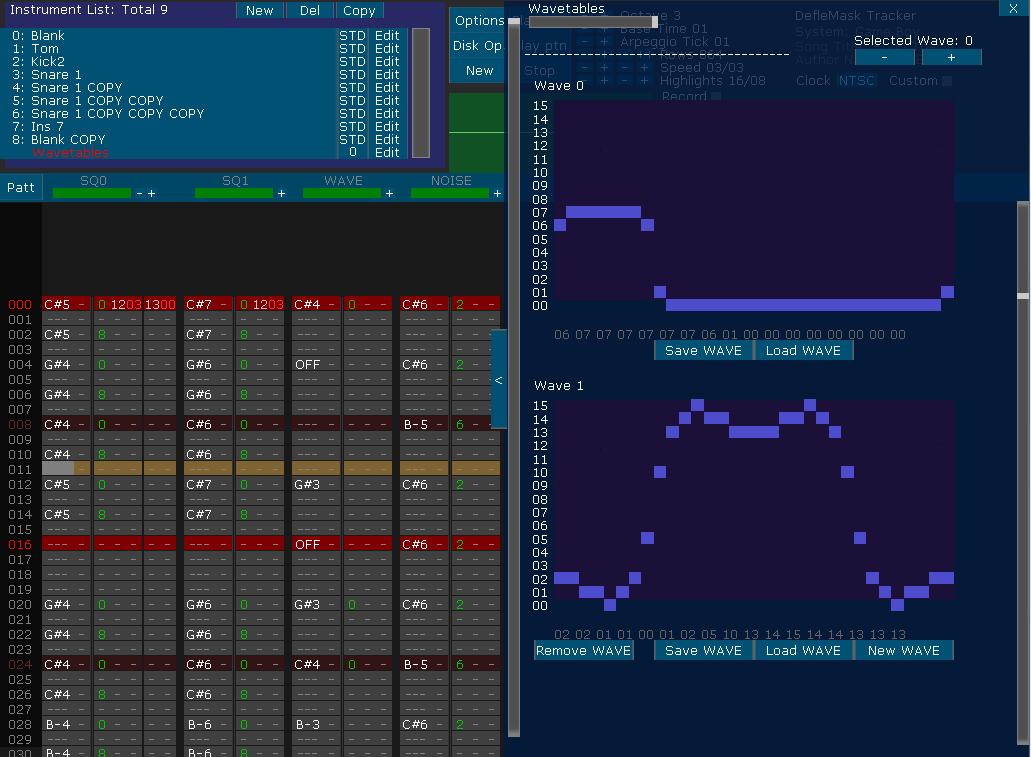 Instrument List: Total 9 New Del Copy
0: Blank STD Edit
1: Tom STD Edit
2: Kick2 STD Edit
3: Snare 1 STD Edit
4: Snare 1 COPY STD Edit
5: Snare 1 COPY COPY STD Edit
6: Snare 1 COPY COPY COPY STD Edit
7: Ins 7 STD Edit
8: Blank COPY STD Edit
Wavetables 0 Edit
Options
Disk Op
New
Octave 3
Base Time 01
lay ptn Arpeggio Tick 01
Rows 064
Stop - + - + Speed 03/03
- + - + Highlights 16/08
Record
DefleMask Tracker
System:
Song Titl
Author N
Clock NTSC Custom
Patt SQ0 - + SQ1 + WAVE + NOISE +
000 C#5 - 0 1203 1300 C#7 - 0 1203 C#4 - 0 - - - C#6 - 2 - - -
001 --- - - - - - - - --- - - - - - --- - - - - - --- - - - - -
002 C#5 - 8 - - - - - C#7 - 8 - - - --- - - - - - --- - - - - -
003 --- - - - - - - - --- - - - - - --- - - - - - --- - - - - -
004 G#4 - 0 - - - - - G#6 - 0 - - - OFF - - - - C#6 - 2 - - -
005 --- - - - - - - - --- - - - - - --- - - - - - --- - - - - -
006 G#4 - 8 - - - - - G#6 - 8 - - - --- - - - - - --- - - - - -
007 --- - - - - - - - --- - - - - - --- - - - - - --- - - - - -
008 C#4 - 0 - - - - - C#6 - 0 - - - --- - - - - - B-5 - 6 - - -
009 --- - - - - - - - --- - - - - - --- - - - - - --- - - - - -
010 C#4 - 8 - - - - - C#6 - 8 - - - --- - - - - - --- - - - - -
011 - - - - - - --- - - - - - --- - - - - - --- - - - - -
012 C#5 - 0 - - - - - C#7 - 0 - - - G#3 - - - - - C#6 - 2 - - -
013 --- - - - - - - - --- - - - - - --- - - - - - --- - - - - -
014 C#5 - 8 - - - - - C#7 - 8 - - - --- - - - - - --- - - - - -
015 --- - - - - - - - --- - - - - - --- - - - - - --- - - - - -
016 --- - - - - - - - --- - - - - - OFF - - - - C#6 - 2 - - -
017 --- - - - - - - - --- - - - - - --- - - - - - --- - - - - -
018 --- - - - - - - - --- - - - - - --- - - - - - --- - - - - -
019 --- - - - - - - - --- - - - - - --- - - - - - --- - - - - -
020 G#4 - 0 - - - - - G#6 - 0 - - - G#3 - 0 - - - C#6 - 2 - - -
021 --- - - - - - - - --- - - - - - --- - - - - - --- - - - - -
022 G#4 - 8 - - - - - G#6 - 8 - - - --- - - - - - --- - - - - -
023 --- - - - - - - - --- - - - - - --- - - - - - --- - - - - -
024 C#4 - 0 - - - - - C#6 - 0 - - - C#4 - 0 - - - B-5 - 6 - - -
025 --- - - - - - - - --- - - - - - --- - - - - - --- - - - - -
026 C#4 - 8 - - - - - C#6 - 8 - - - --- - - - - - --- - - - - -
027 --- - - - - - - - --- - - - - - --- - - - - - --- - - - - -
028 B-4 - 0 - - - - - B-6 - 0 - - - B-3 - - - - - C#6 - 2 - - -
029 --- - - - - - - - --- - - - - - --- - - - - - --- - - - - -
030 B-4 - 8 - - - - - B-6 - 8 - - - --- - - - - - --- - - - - -
<
Wavetables X
Selected Wave: 0
- +
Wave 0
15
14
13
12
11
10
09
08
07
06
05
04
03
02
01
00
06 07 07 07 07 07 07 06 01 00 00 00 00 00 00 00
Save WAVE Load WAVE
Wave 1
15
14
13
12
11
10
09
08
07
06
05
04
03
02
01
00
02 02 01 01 00 01 02 05 10 13 14 15 14 14 13 13 13
Remove WAVE Save WAVE Load WAVE New WAVE